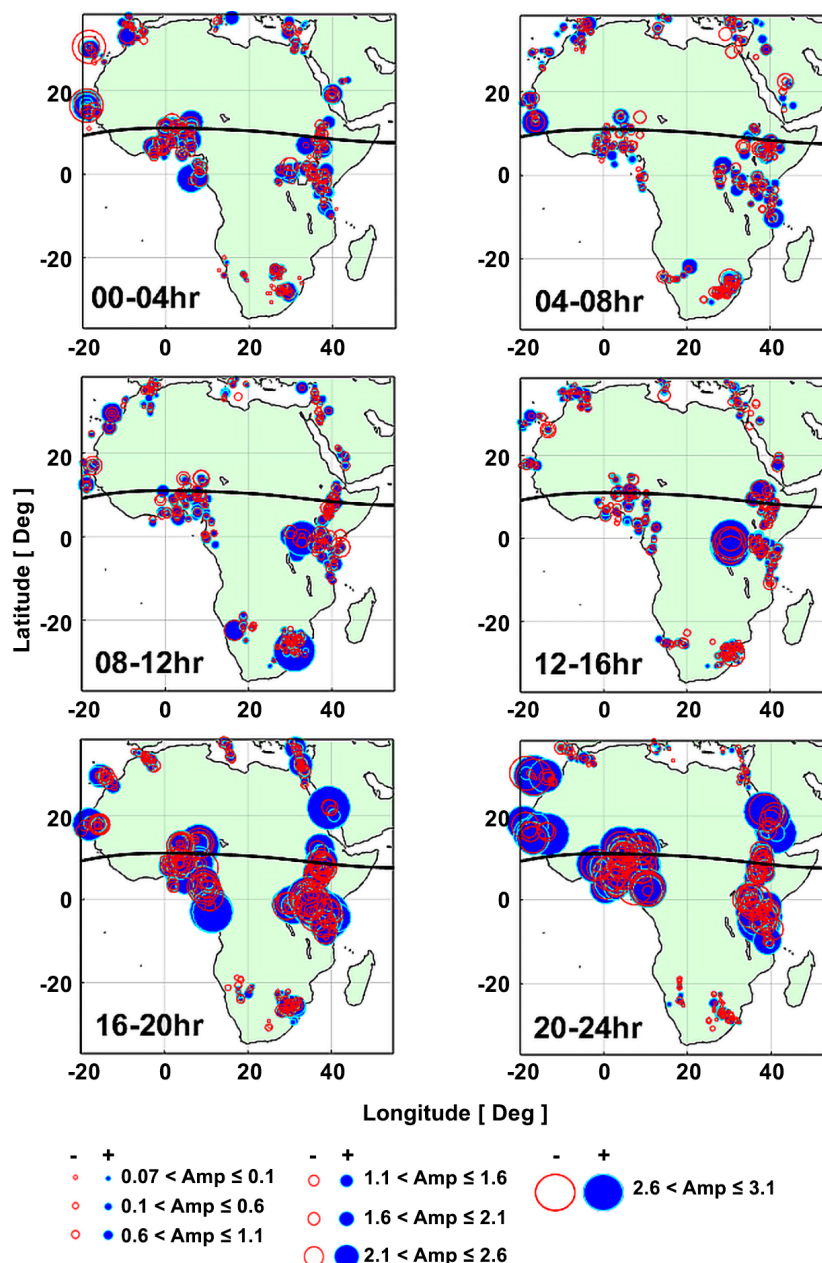 20
0
-20
00-04hr
-20 0 20 40
20
0
-20
04-08hr
-20 0 20 40
20
0
-20
08-12hr
-20 0 20 40
20
0
-20
12-16hr
-20 0 20 40
Latitude [ Deg ]
20
0
-20
16-20hr
-20 0 20 40
20
0
-20
20-24hr
-20 0 20 40
Longitude [ Deg ]
- +
0.07 < Amp ≤ 0.1
0.1 < Amp ≤ 0.6
0.6 < Amp ≤ 1.1
- +
1.1 < Amp ≤ 1.6
1.6 < Amp ≤ 2.1
2.1 < Amp ≤ 2.6
- +
2.6 < Amp ≤ 3.1